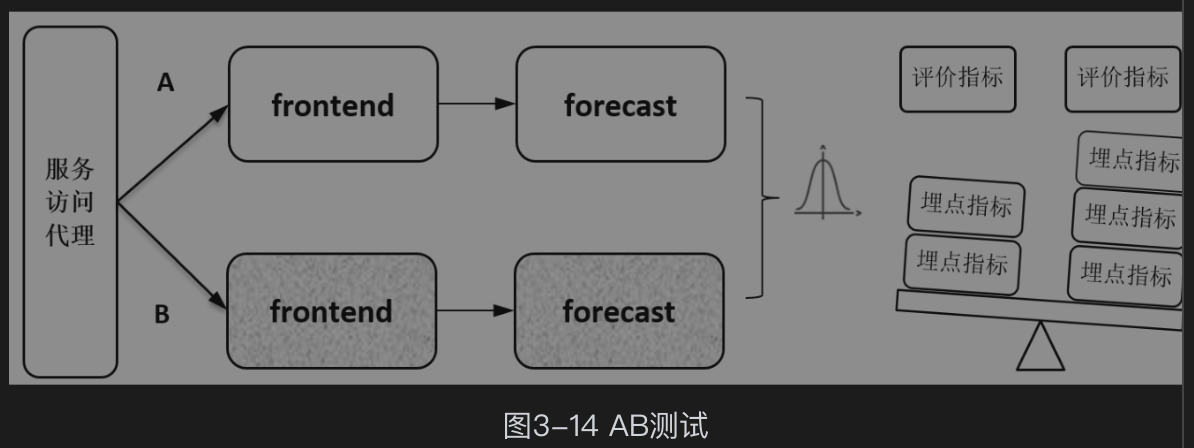 服务
访问
代理
A
frontend
forecast
B
frontend
forecast
评价指标
评价指标
埋点指标
埋点指标
埋点指标
埋点指标
埋点指标
图3-14 AB测试